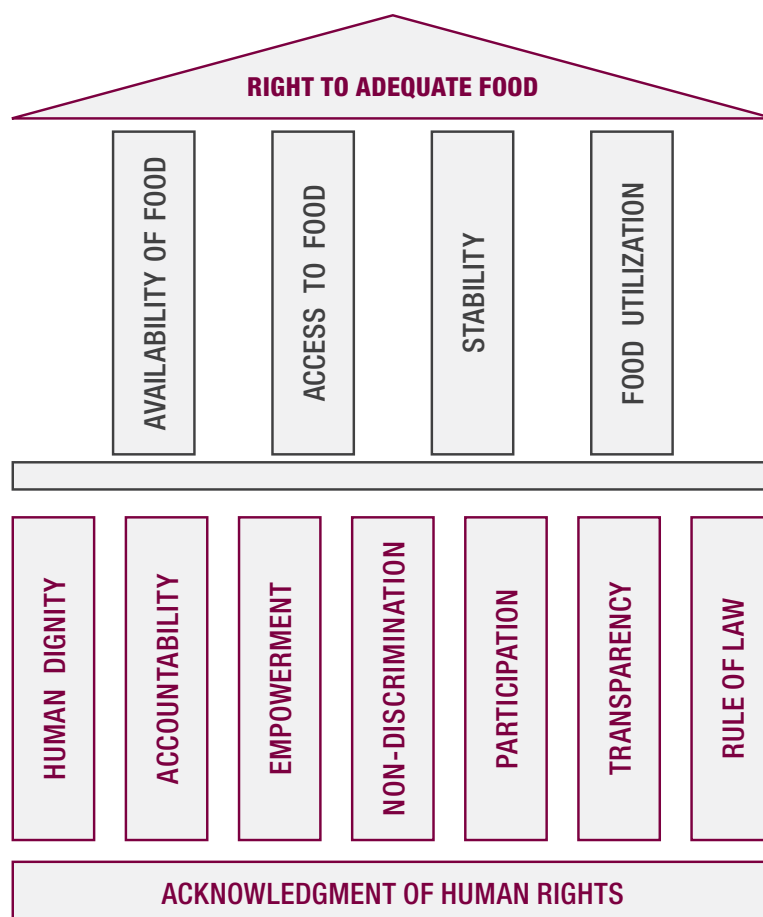 RIGHT TO ADEQUATE FOOD
AVAILABILITY OF FOOD
ACCESS TO FOOD
STABILITY
FOOD UTILIZATION
HUMAN DIGNITY
ACCOUNTABILITY
EMPOWERMENT
NON-DISCRIMINATION
PARTICIPATION
TRANSPARENCY
RULE OF LAW
ACKNOWLEDGMENT OF HUMAN RIGHTS